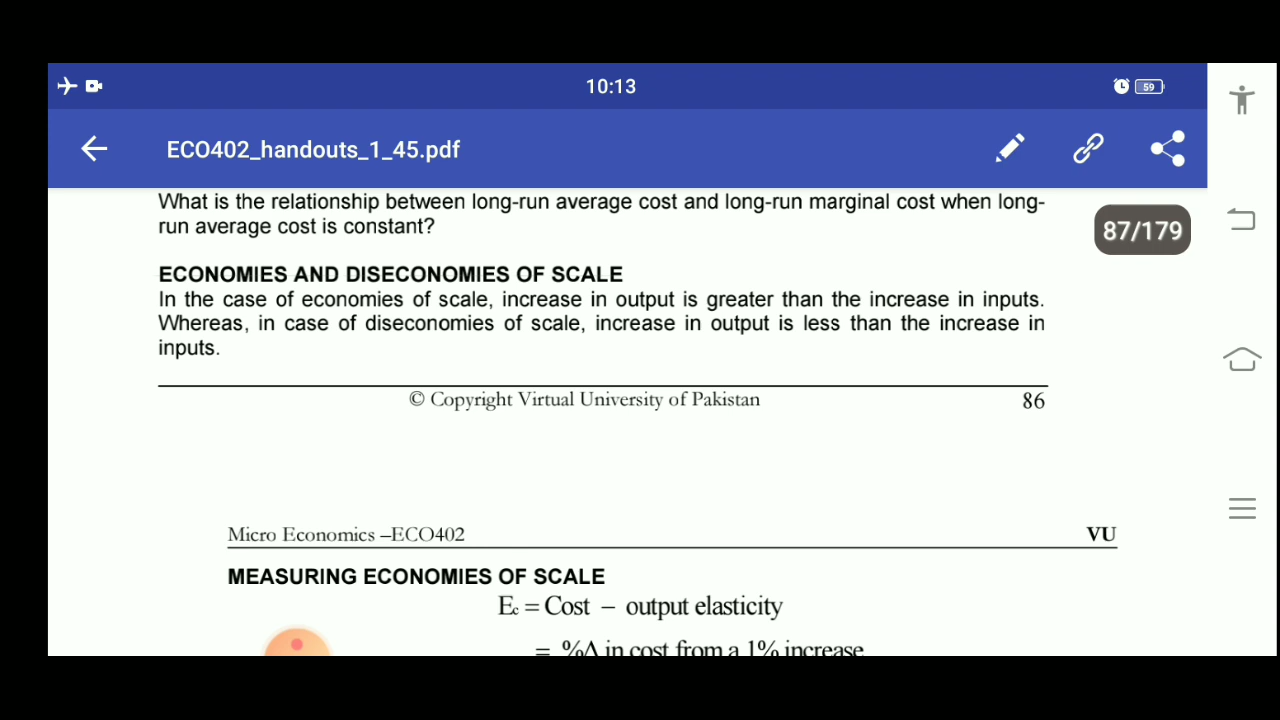 10:13
59
ECO402_handouts_1_45.pdf
What is the relationship between long-run average cost and long-run marginal cost when long-
run average cost is constant?
87/179
ECONOMIES AND DISECONOMIES OF SCALE
In the case of economies of scale, increase in output is greater than the increase in inputs.
Whereas, in case of diseconomies of scale, increase in output is less than the increase in
inputs.
© Copyright Virtual University of Pakistan 86
Micro Economics –ECO402 VU
MEASURING ECONOMIES OF SCALE
Ec = Cost – output elasticity
= %Δ in cost from a 1% increase